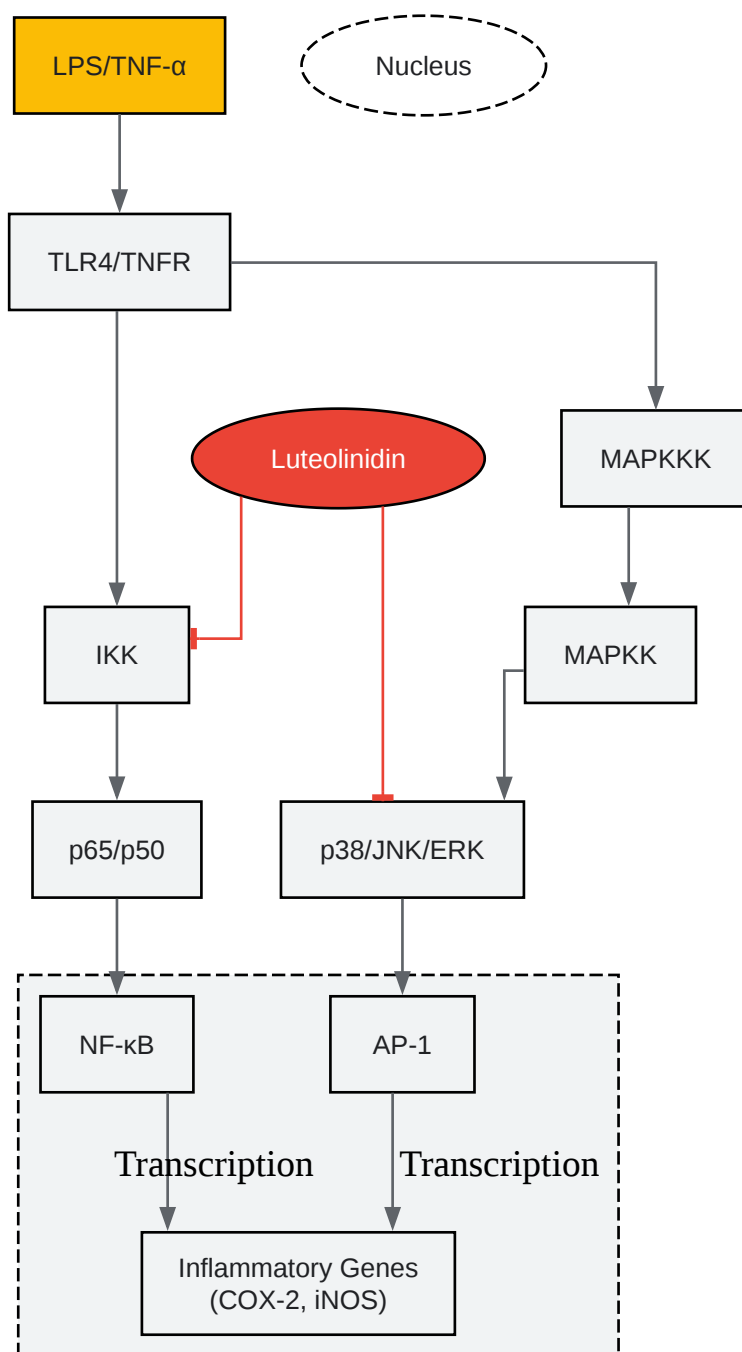 LPS/TNF-α
Nucleus
TLR4/TNFR
Luteolinidin
MAPKKK
IKK
MAPKK
p65/p50
p38/JNK/ERK
NF-κB
AP-1
Transcription
Transcription
Inflammatory Genes
(COX-2, iNOS)